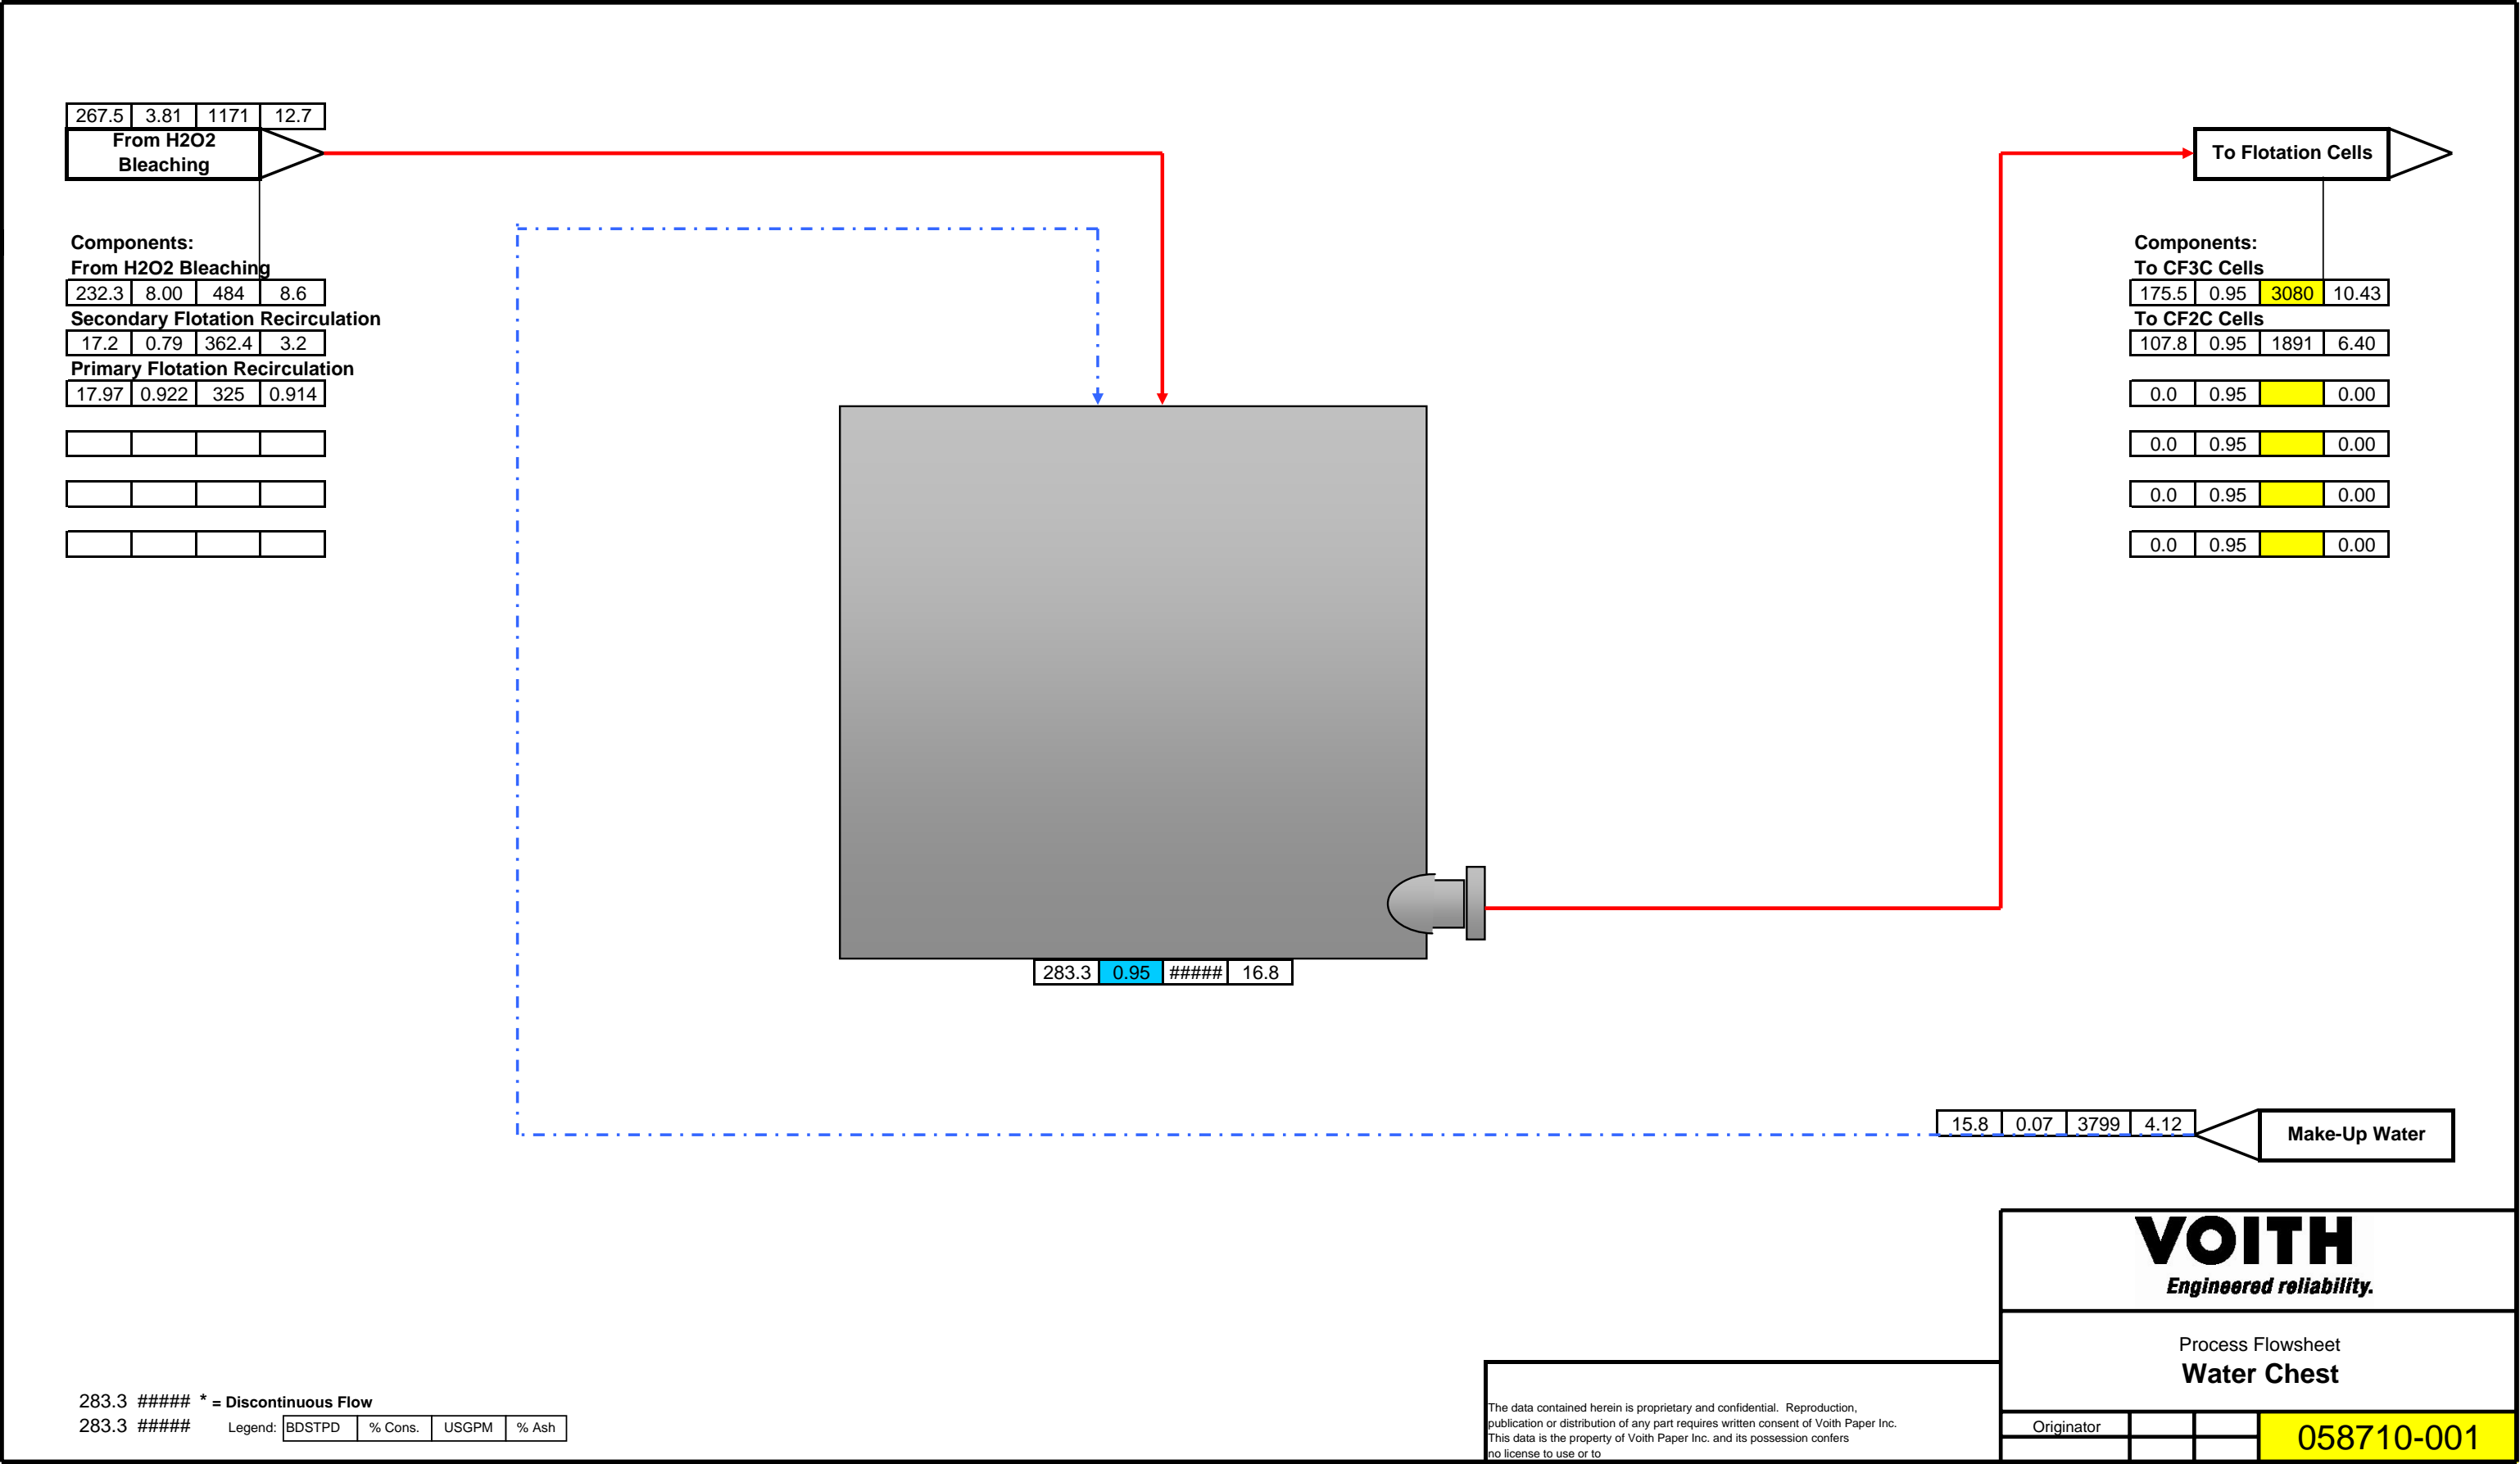 267.5 3.81 1171 12.7
From H2O2
Bleaching
To Flotation Cells
Components:
From H2O2 Bleaching
232.3 8.00 484 8.6
Secondary Flotation Recirculation
17.2 0.79 362.4 3.2
Primary Flotation Recirculation
17.97 0.922 325 0.914
Components:
To CF3C Cells
175.5 0.95 3080 10.43
To CF2C Cells
107.8 0.95 1891 6.40
0.0 0.95 0.00
0.0 0.95 0.00
0.0 0.95 0.00
0.0 0.95 0.00
283.3 0.95 ##### 16.8
15.8 0.07 3799 4.12
Make-Up Water
VOITH
Engineered reliability.
Process Flowsheet
Water Chest
Originator
058710-001
The data contained herein is proprietary and confidential. Reproduction,
publication or distribution of any part requires written consent of Voith Paper Inc.
This data is the property of Voith Paper Inc. and its possession confers
no license to use or to
283.3 ##### * = Discontinuous Flow
283.3 ##### Legend: BDSTPD % Cons. USGPM % Ash